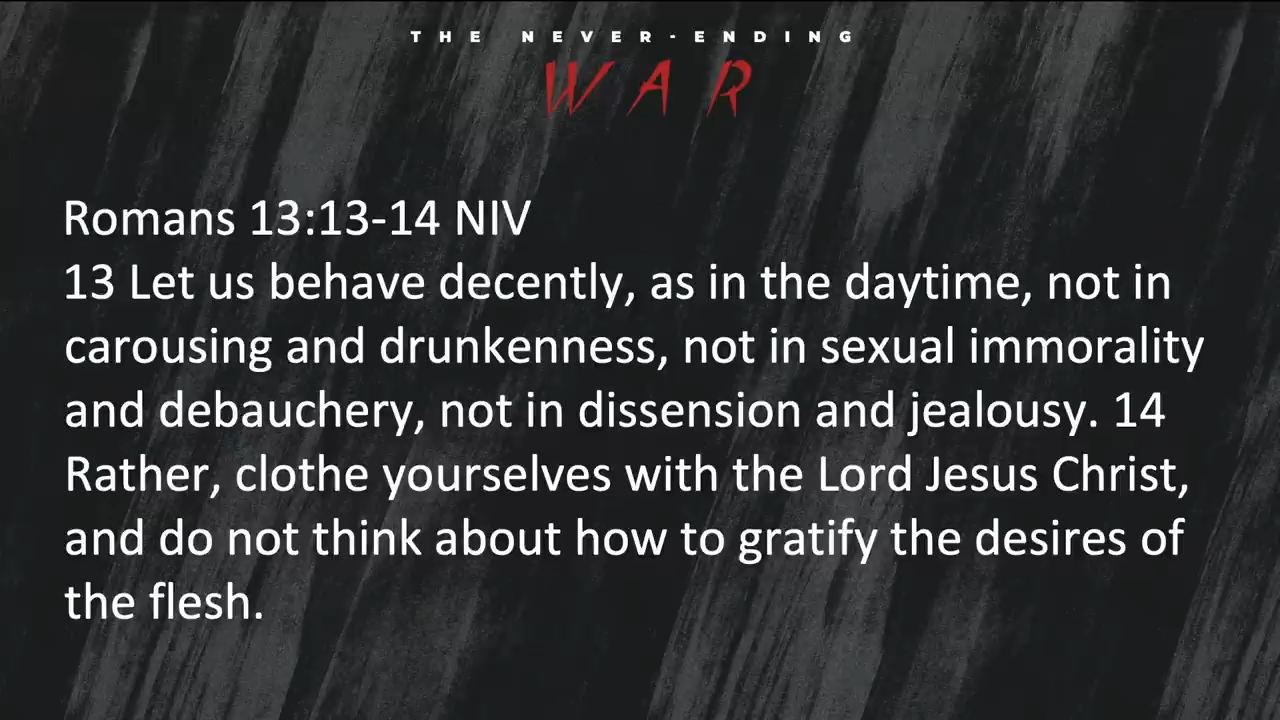 THE NEVER-ENDING
WAR
Romans 13:13-14 NIV
13 Let us behave decently, as in the daytime, not in
carousing and drunkenness, not in sexual immorality
and debauchery, not in dissension and jealousy. 14
Rather, clothe yourselves with the Lord Jesus Christ,
and do not think about how to gratify the desires of
the flesh.